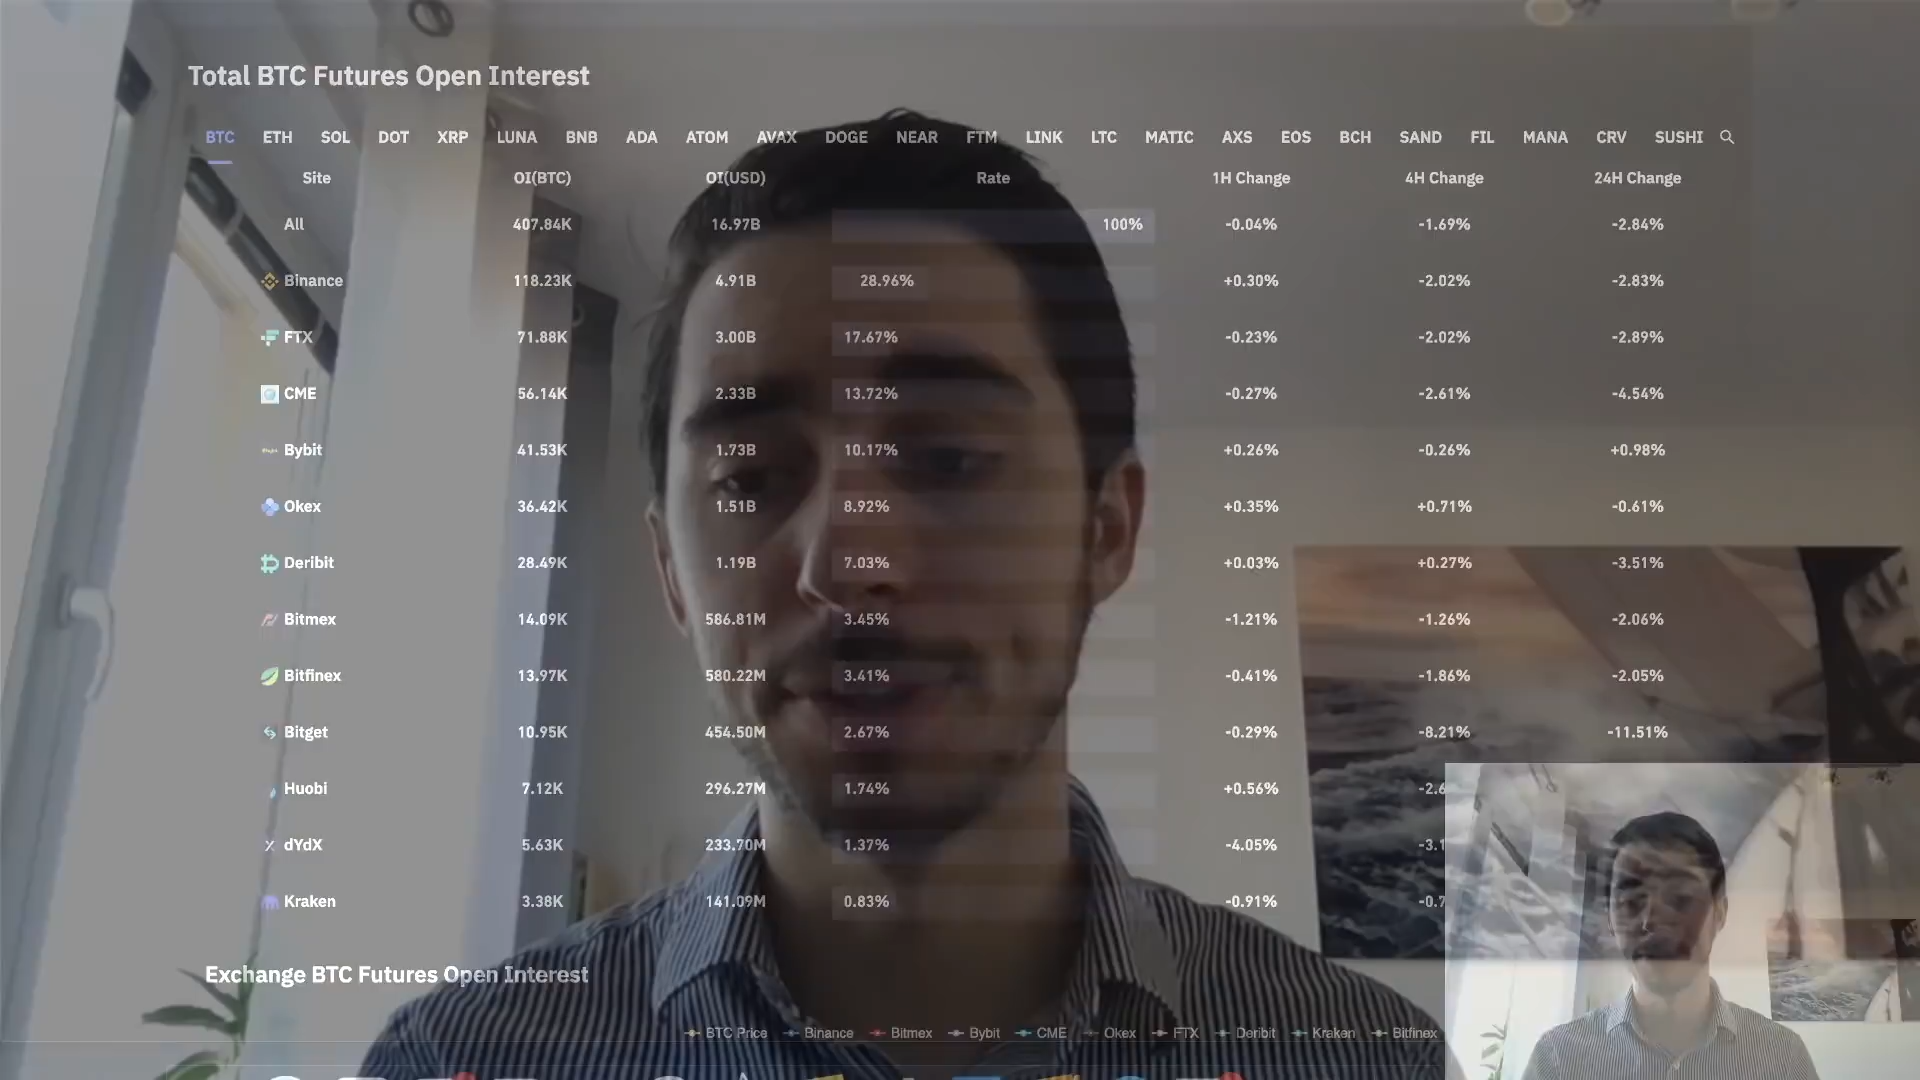 Total BTC Futures Open Interest
BTC ETH SOL DOT XRP LUNA BNB ADA ATOM AVAX DOGE NEAR FTM LINK LTC MATIC AXS EOS BCH SAND FIL MANA CRV SUSHI
Site OI(BTC) OI(USD) Rate 1H Change 4H Change 24H Change
All 407.84K 16.97B 100% -0.04% -1.69% -2.84%
Binance 118.23K 4.91B 28.96% +0.30% -2.02% -2.83%
FTX 71.88K 3.00B 17.67% -0.23% -2.02% -2.89%
CME 56.14K 2.33B 13.72% -0.27% -2.61% -4.54%
Bybit 41.53K 1.73B 10.17% +0.26% -0.26% +0.98%
Okex 36.42K 1.51B 8.92% +0.35% +0.71% -0.61%
Deribit 28.49K 1.19B 7.03% +0.03% +0.27% -3.51%
Bitmex 14.09K 586.81M 3.45% -1.21% -1.26% -2.06%
Bitfinex 13.97K 580.22M 3.41% -0.41% -1.86% -2.05%
Bitget 10.95K 454.50M 2.67% -0.29% -8.21% -11.51%
Huobi 7.12K 296.27M 1.74% +0.56% -2.6
dYdX 5.63K 233.70M 1.37% -4.05% -3.1
Kraken 3.38K 141.09M 0.83% -0.91% -0.7
Exchange BTC Futures Open Interest
BTC Price Binance Bitmex Bybit CME Okex FTX Deribit Kraken Bitfinex